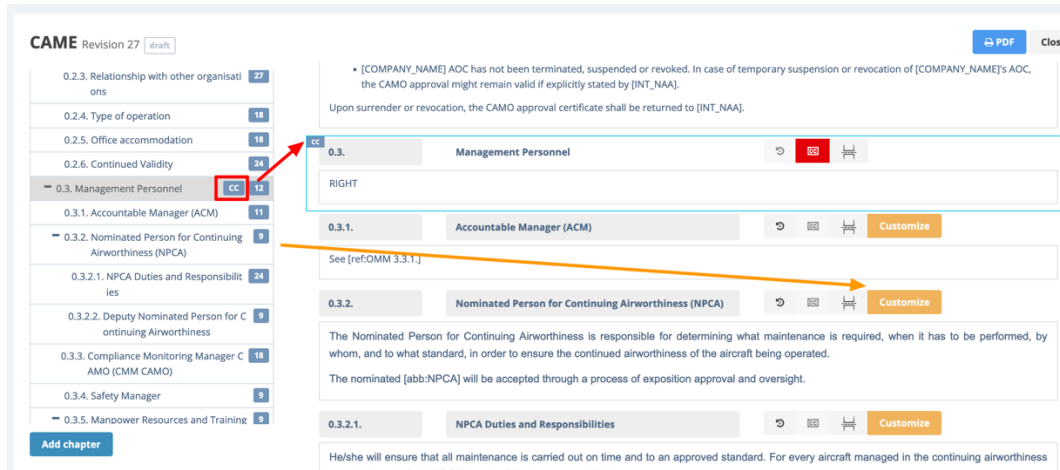 CAME Revision 27 draft
PDF
Clos
0.2.3. Relationship with other organisati
ons
27
0.2.4. Type of operation
18
0.2.5. Office accommodation
18
0.2.6. Continued Validity
24
0.3. Management Personnel
CC
12
0.3.1. Accountable Manager (ACM)
11
0.3.2. Nominated Person for Continuing
Airworthiness (NPCA)
9
0.3.2.1. NPCA Duties and Responsibilit
ies
24
0.3.2.2. Deputy Nominated Person for C
ontinuing Airworthiness
9
0.3.3. Compliance Monitoring Manager C
AMO (CMM CAMO)
18
0.3.4. Safety Manager
9
0.3.5. Manpower Resources and Training
9
Add chapter
• [COMPANY_NAME] AOC has not been terminated, suspended or revoked. In case of temporary suspension or revocation of [COMPANY_NAME]'s AOC,
the CAMO approval might remain valid if explicitly stated by [INT_NAA].
Upon surrender or revocation, the CAMO approval certificate shall be returned to [INT_NAA].
CC
0.3.
Management Personnel
RIGHT
0.3.1.
Accountable Manager (ACM)
Customize
See [ref:OMM 3.3.1.]
0.3.2.
Nominated Person for Continuing Airworthiness (NPCA)
Customize
The Nominated Person for Continuing Airworthiness is responsible for determining what maintenance is required, when it has to be performed, by
whom, and to what standard, in order to ensure the continued airworthiness of the aircraft being operated.
The nominated [abb:NPCA] will be accepted through a process of exposition approval and oversight.
0.3.2.1.
NPCA Duties and Responsibilities
Customize
He/she will ensure that all maintenance is carried out on time and to an approved standard. For every aircraft managed in the continuing airworthiness